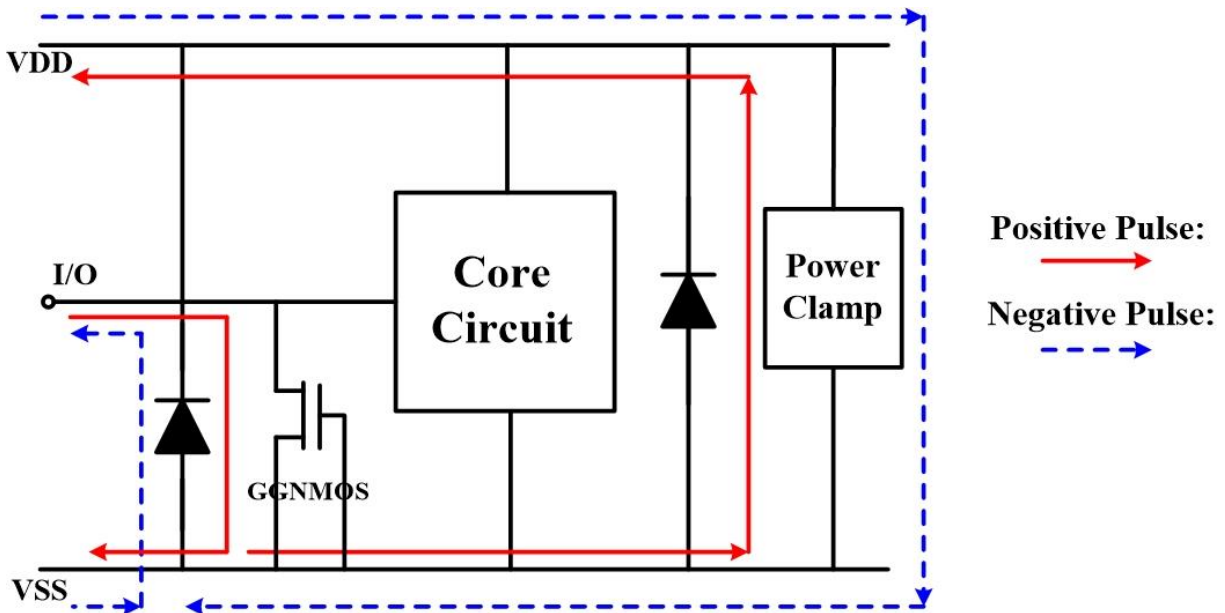 VDD
I/O
Core
Circuit
Power
Clamp
Positive Pulse:
Negative Pulse:
GGNMOS
VSS